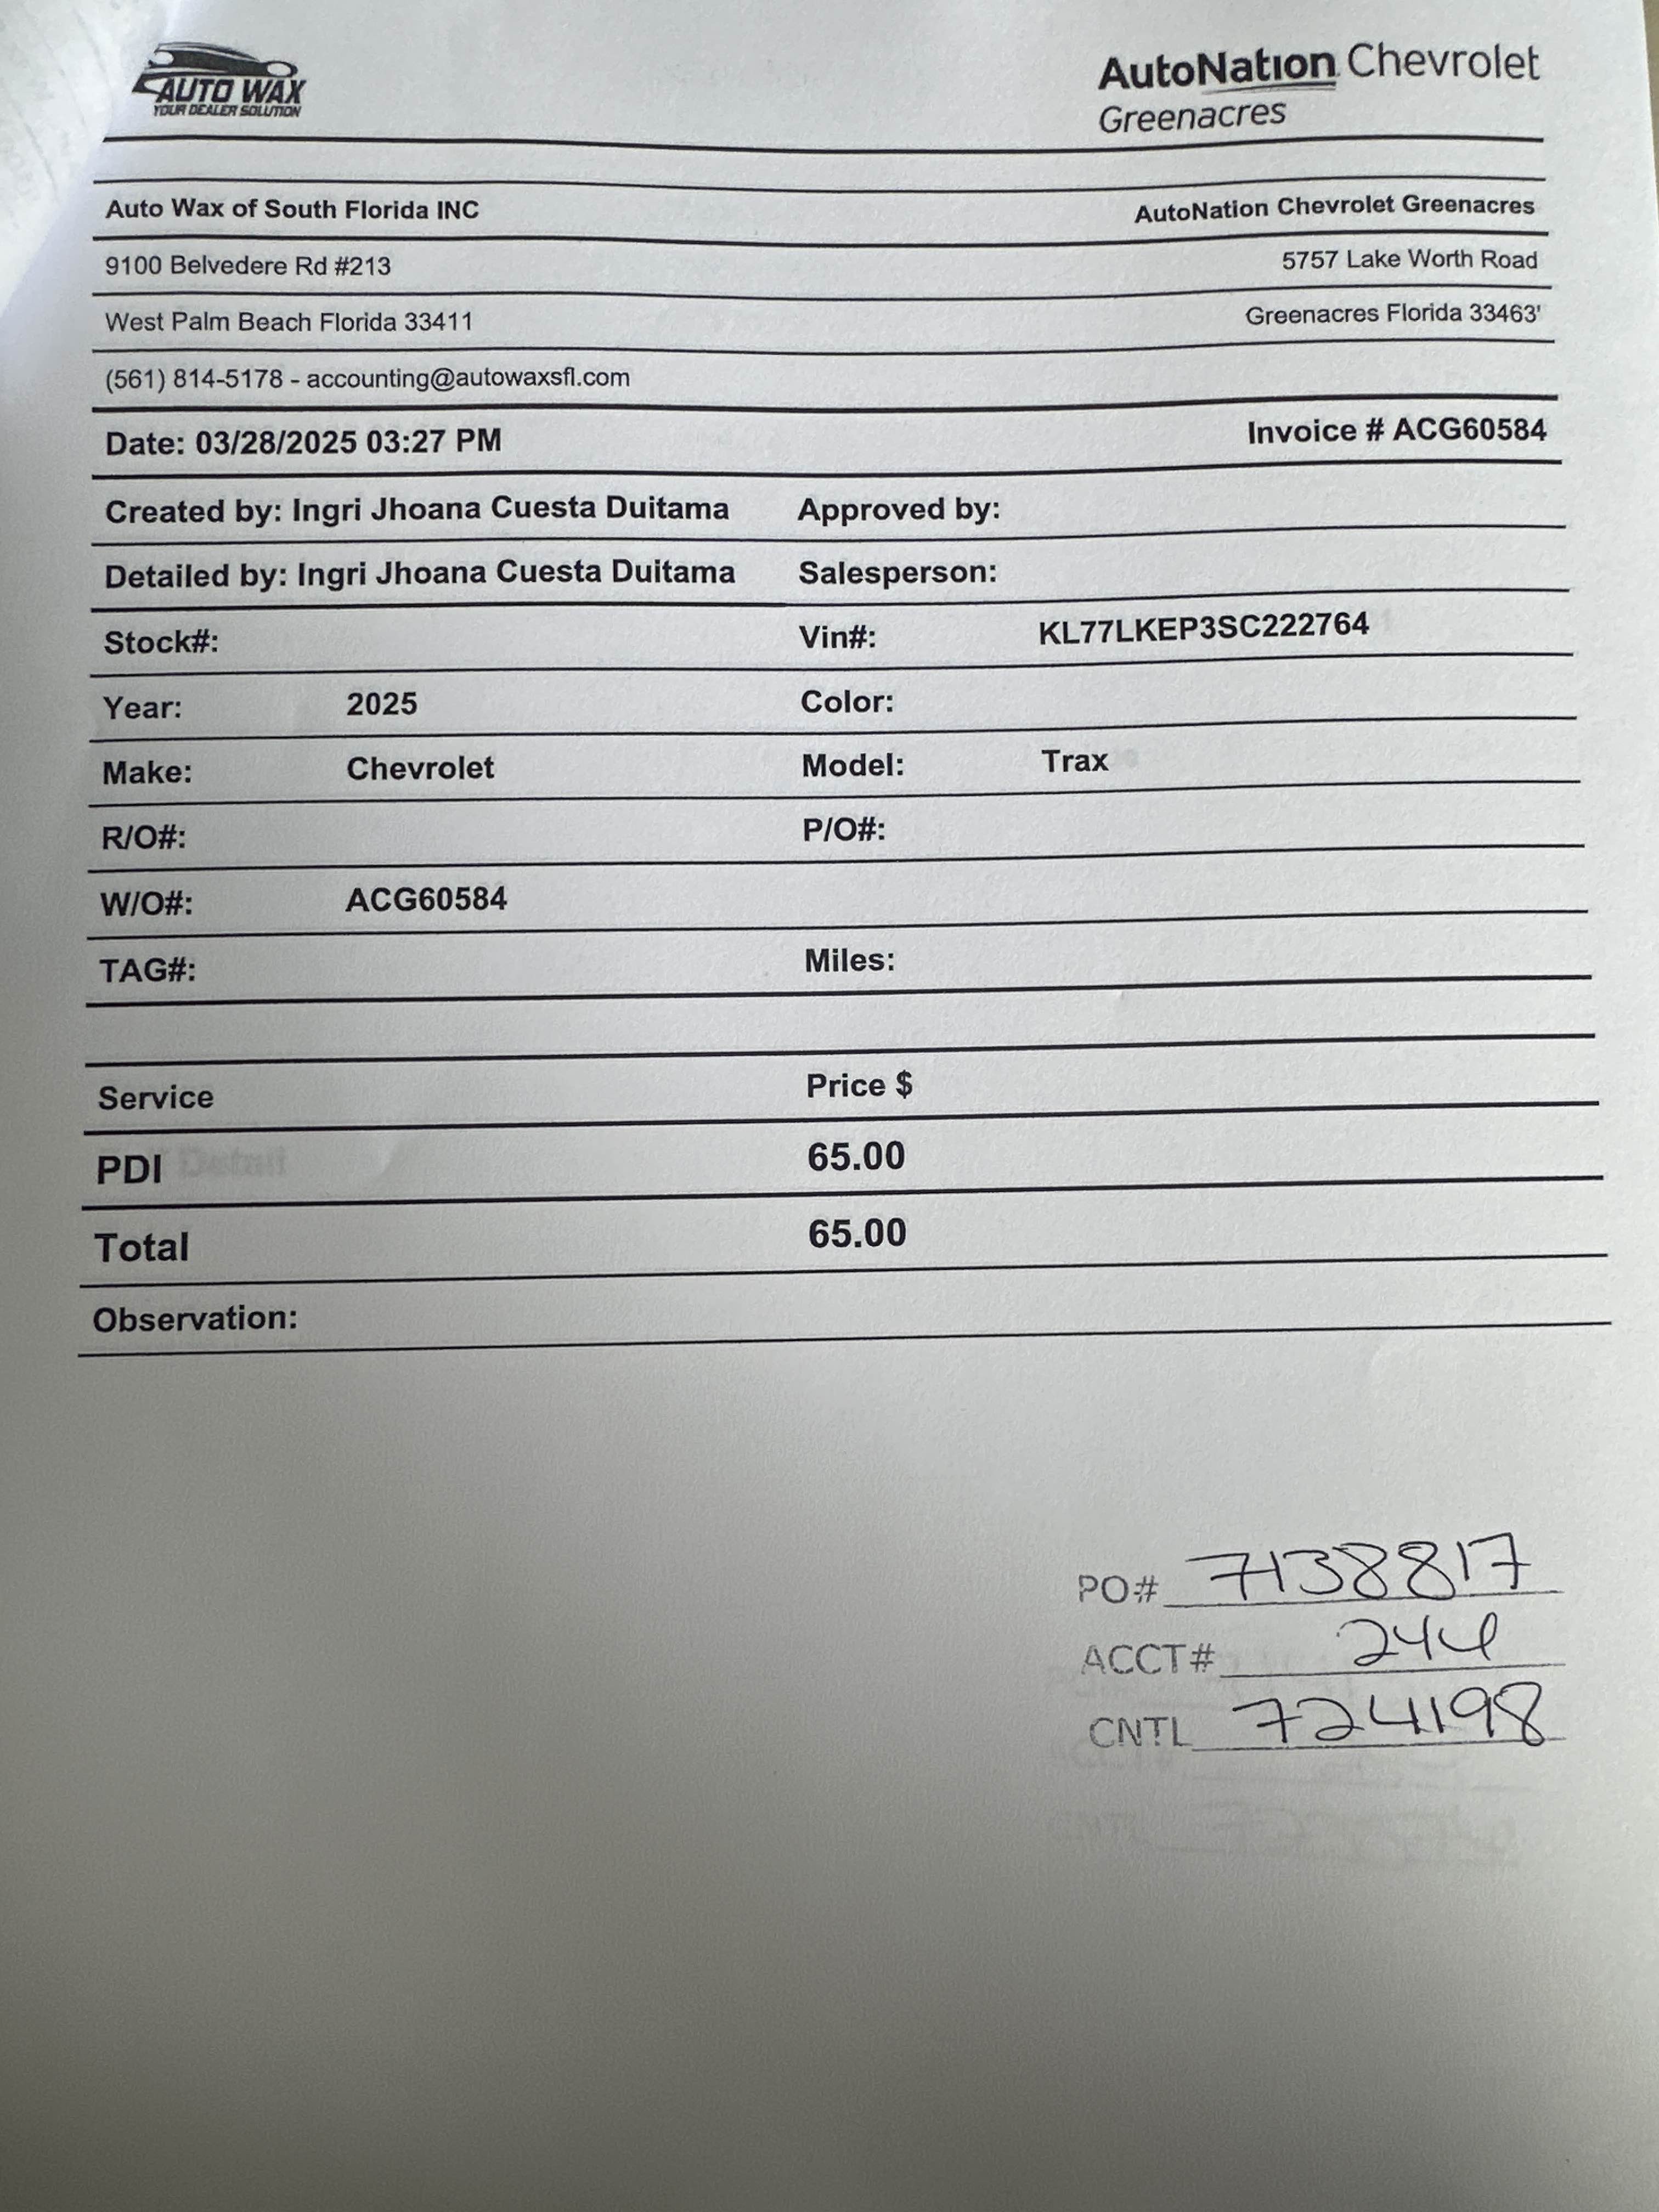 AUTO WAX
YOUR DEALER SOLUTION
AutoNation Chevrolet
Greenacres
Auto Wax of South Florida INC
AutoNation Chevrolet Greenacres
9100 Belvedere Rd #213
5757 Lake Worth Road
West Palm Beach Florida 33411
Greenacres Florida 33463'
(561) 814-5178 - accounting@autowaxsfl.com
Date: 03/28/2025 03:27 PM
Invoice # ACG60584
Created by: Ingri Jhoana Cuesta Duitama Approved by:
Detailed by: Ingri Jhoana Cuesta Duitama Salesperson:
Stock#: Vin#: KL77LKEP3SC222764
Year: 2025 Color:
Make: Chevrolet Model: Trax
R/O#: P/O#:
W/O#: ACG60584
TAG#: Miles:
Service Price $
PDI 65.00
Total 65.00
Observation:
PO# 7138817
ACCT# 244
CNTL 724198